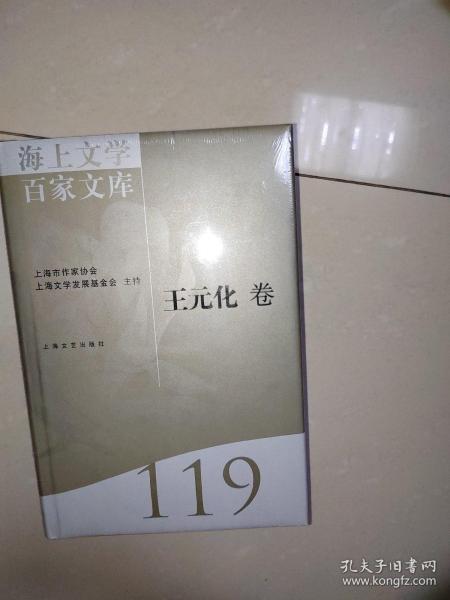 海上文学
百家文库
上海市作家协会
上海文学发展基金会 主持
王元化 卷
上海文艺出版社
119
孔夫子旧书网
www.kongfz.com